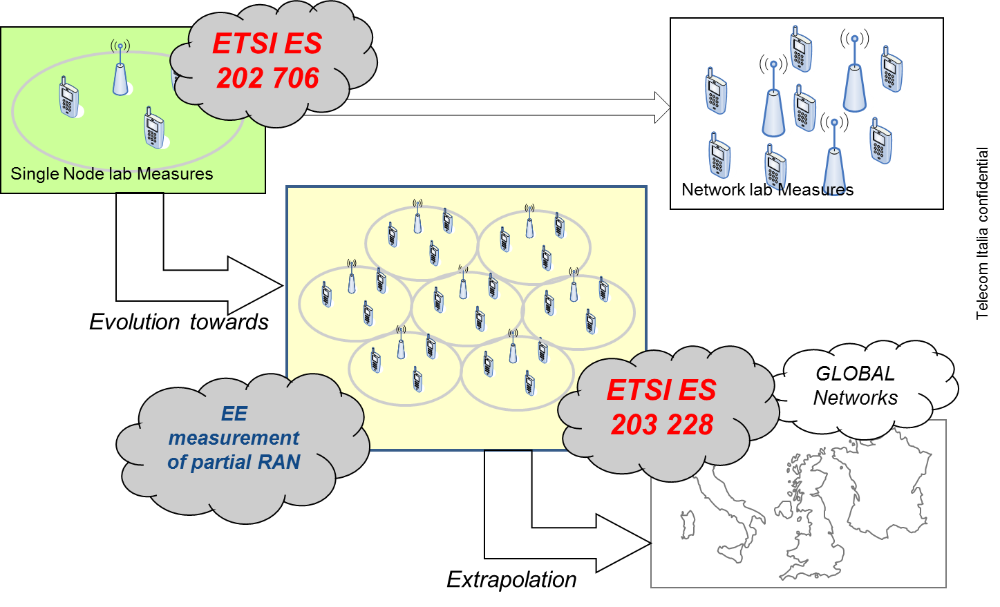 ETSI ES
202 706
Single Node lab Measures
Network lab Measures
Telecom Italia confidential
Evolution towards
EE
measurement
of partial RAN
ETSI ES
203 228
GLOBAL
Networks
Extrapolation